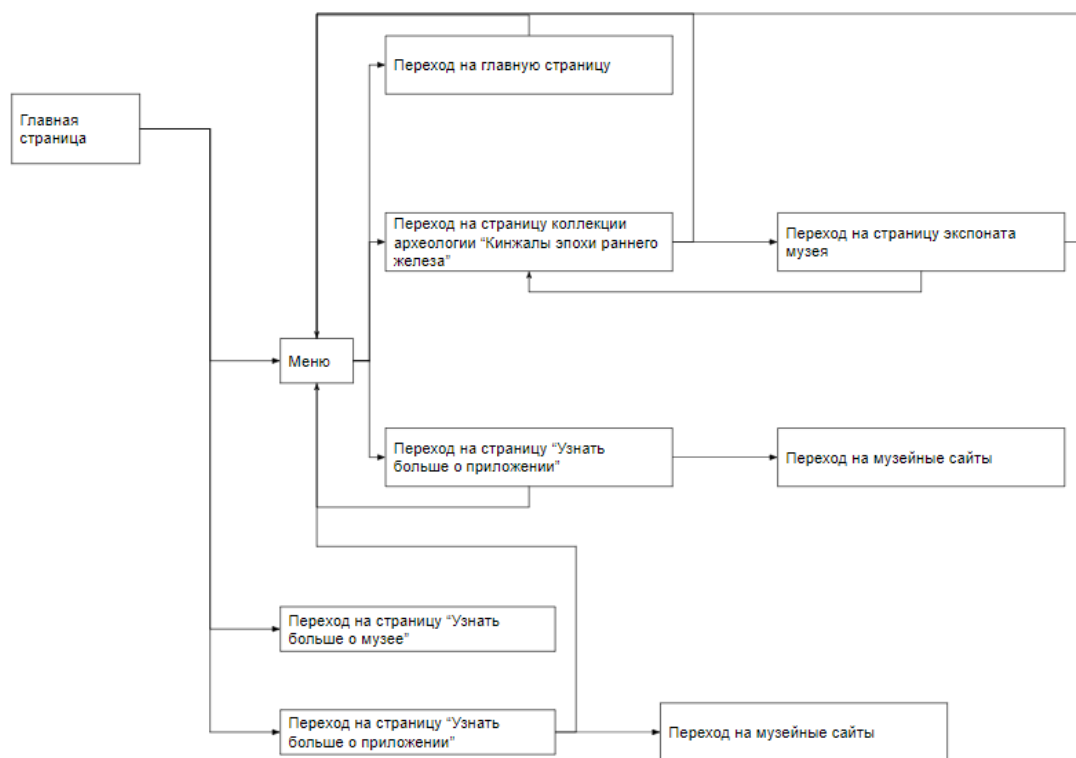 Переход на главную страницу
Главная
страница
Переход на страницу коллекции
археологии “Кинжалы эпохи раннего
железа”
Переход на страницу экспоната
музея
Меню
Переход на страницу “Узнать
больше о приложении”
Переход на музейные сайты
Переход на страницу “Узнать
больше о музее”
Переход на страницу “Узнать
больше о приложении”
Переход на музейные сайты